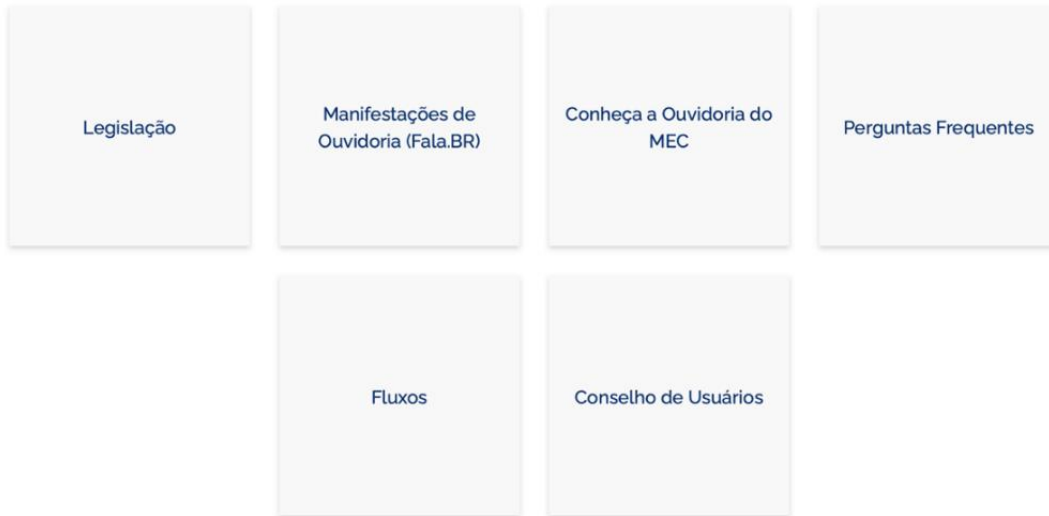 Legislação
Manifestações de
Ouvidoria (Fala.BR)
Conheça a Ouvidoria do
MEC
Perguntas Frequentes
Fluxos
Conselho de Usuários